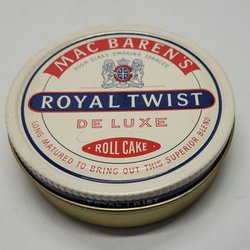 MAC BAREN'S
HIGH CLASS SMOKING TOBACCO
ROYAL TWIST
DE LUXE
ROLL CAKE
LONG MATURED TO BRING OUT THIS SUPERIOR BLEND
ROYAL TWIST